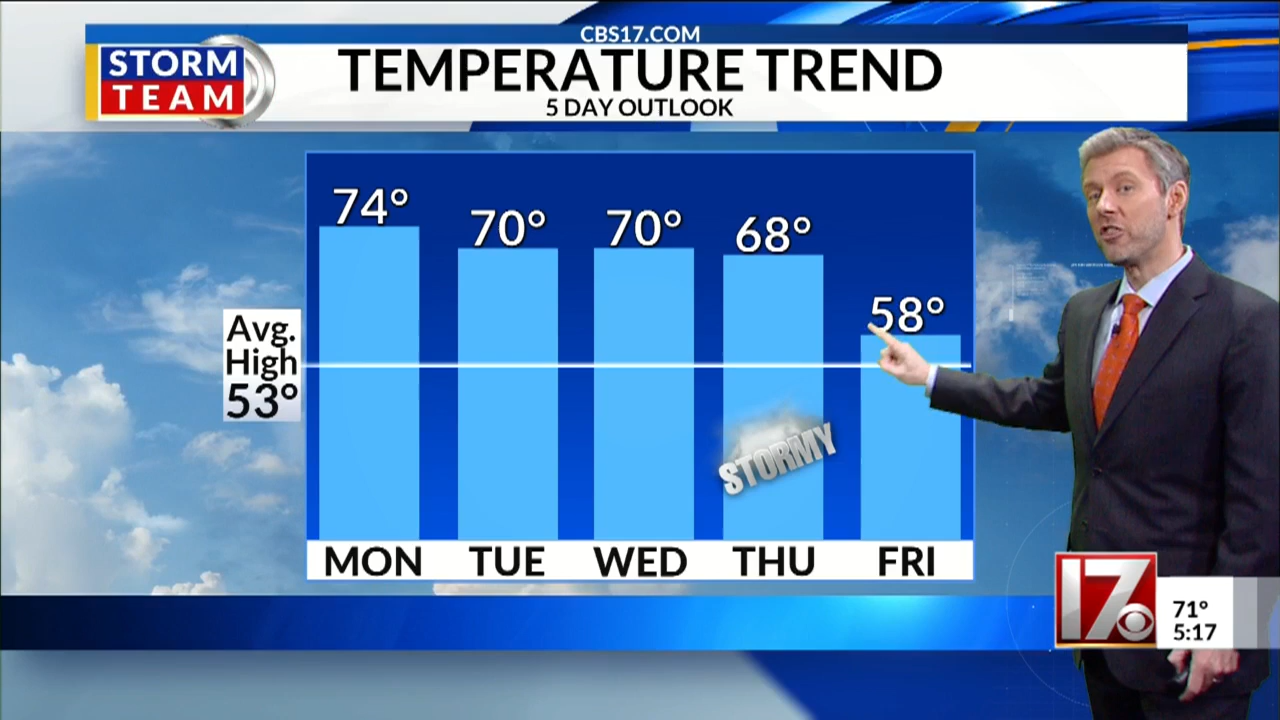 CBS17.COM
STORM
TEAM
TEMPERATURE TREND
5 DAY OUTLOOK
74°
70°
70°
68°
58°
Avg.
High
53°
STORMY
MON
TUE
WED
THU
FRI
17
71°
5:17